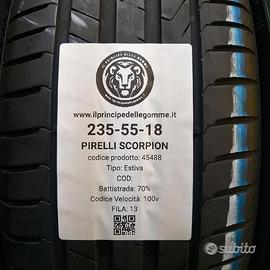 IL PRINCIPE DELLE GOMME
www.ilprincipedellegomme.it
235-55-18
PIRELLI SCORPION
codice prodotto: 45488
Tipo: Estiva
COD:
Battistrada: 70%
Codice Velocità: 100v
FILA: 13
subito